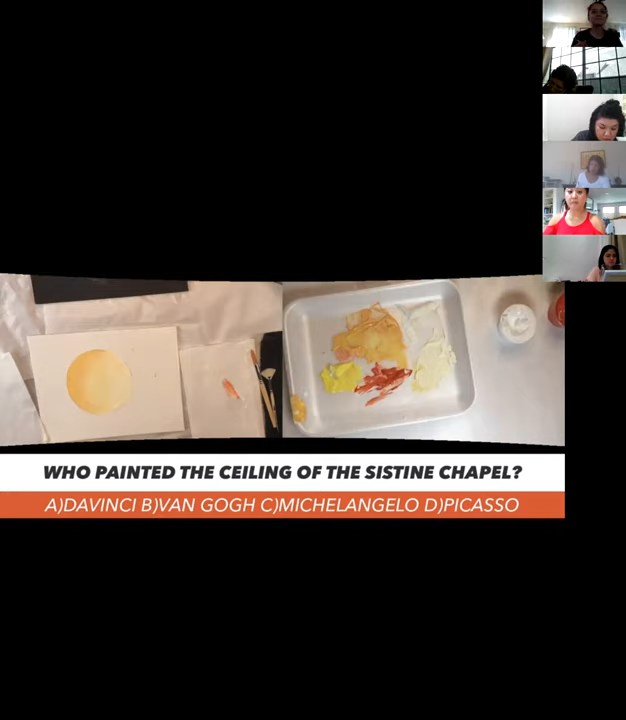 WHO PAINTED THE CEILING OF THE SISTINE CHAPEL?
A)DAVINCI B)VAN GOGH C)MICHELANGELO D)PICASSO